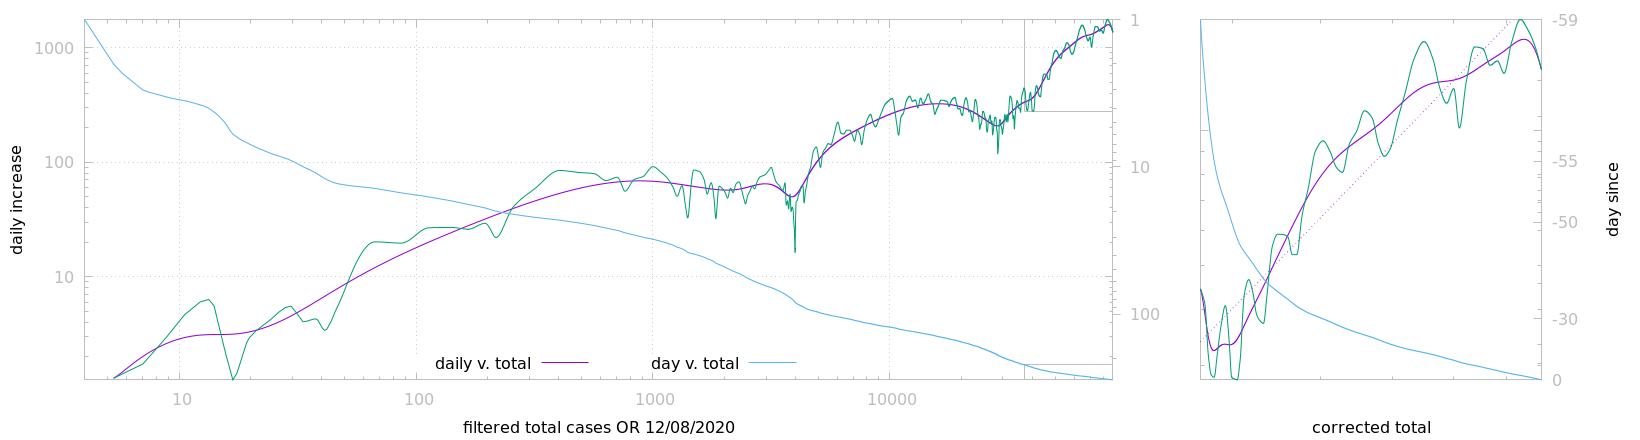 daily increase
1000
100
10
10
100
1000
10000
filtered total cases OR 12/08/2020
daily v. total
day v. total
1
10
100
-59
-55
-50
-30
0
day since
corrected total